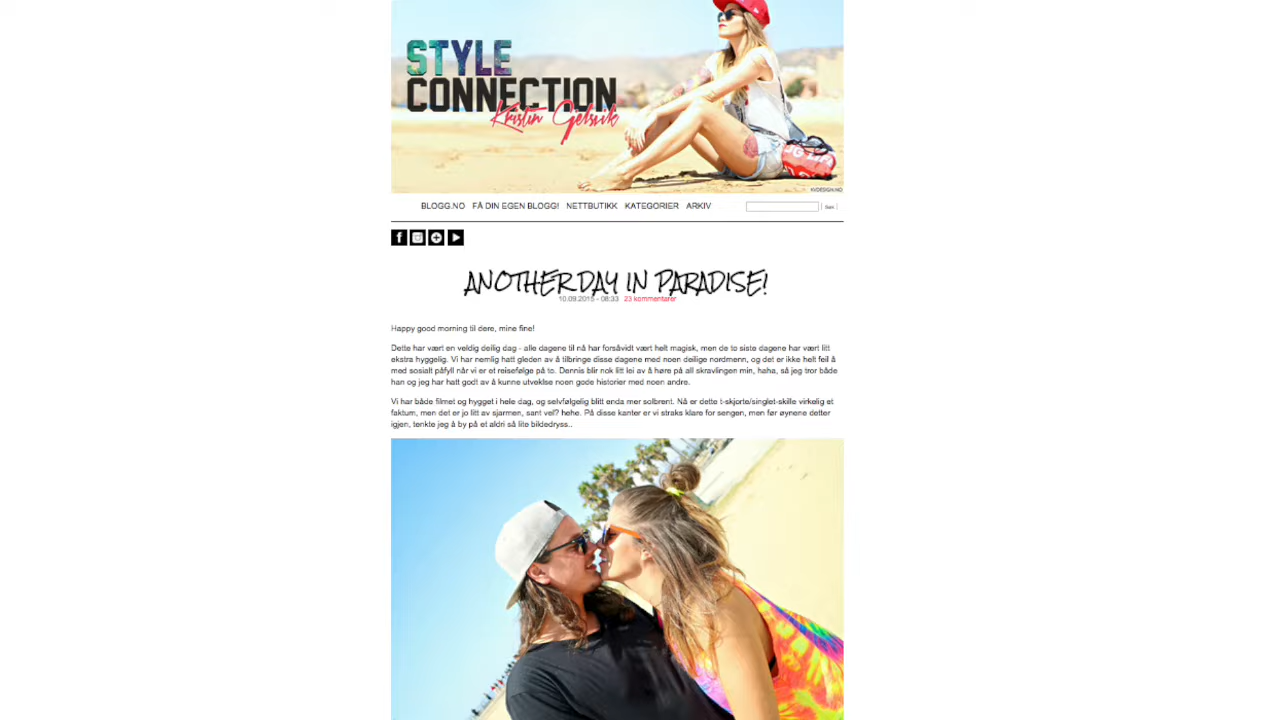 STYLE
CONNECTION
Kristin Gjelsvik
KVDESIGN.NO
BLOGG.NO FÅ DIN EGEN BLOGG! NETTBUTIKK KATEGORIER ARKIV
ANOTHER DAY IN PARADISE!
10.09.2015 - 08:33 23 kommentarer
Happy good morning til dere, mine fine!
Dette har vært en veldig deilig dag - alle dagene til nå har forsåvidt vært helt magisk, men de to siste dagene har vært litt
ekstra hyggelig. Vi har nemlig hatt gleden av å tilbringe disse dagene med noen deilige nordmenn, og det er ikke helt feil å
med sosialt påfyll når vi er et reisefølge på to. Dennis blir nok litt lei av å høre på all skravlingen min, haha, så jeg tror både
han og jeg har hatt godt av å kunne utveksle noen gode historier med noen andre.
Vi har både filmet og hygget i hele dag, og selvfølgelig blitt enda mer solbrent. Nå er dette t-skjorte/singlet-skille virkelig et
faktum, men det er jo litt av sjarmen, sant vel? hehe. På disse kanter er vi straks klare for sengen, men før øynene detter
igjen, tenkte jeg å by på et aldri så lite bildedryss..